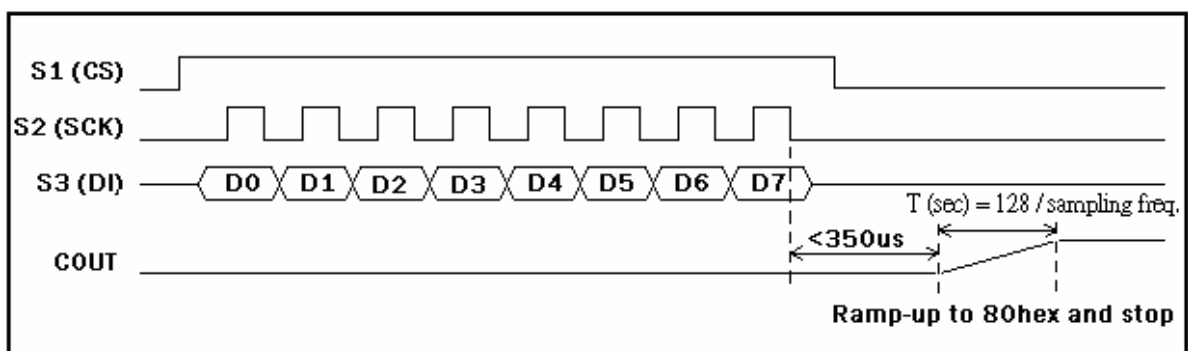 S1 (CS)
S2 (SCK)
S3 (DI)
D0 D1 D2 D3 D4 D5 D6 D7
T (sec) = 128 / sampling freq.
<350us
COUT
Ramp-up to 80hex and stop